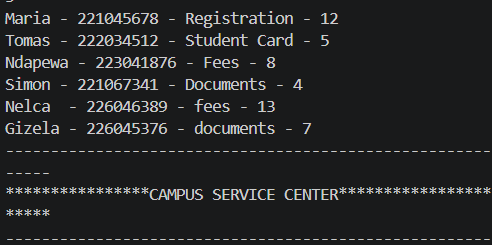 Maria - 221045678 - Registration - 12
Tomas - 222034512 - Student Card - 5
Ndapewa - 223041876 - Fees - 8
Simon - 221067341 - Documents - 4
Nelca  - 226046389 - fees - 13
Gizela - 226045376 - documents - 7
------------------------------------------------------
-----
****************CAMPUS SERVICE CENTER*****************
*****
------------------------------------------------------